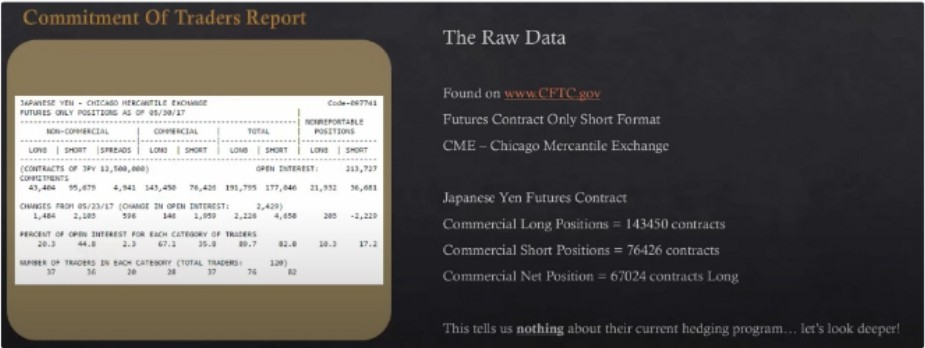 Commitment Of Traders Report
JAPANESE YEN - CHICAGO MERCANTILE EXCHANGE Code-097741
FUTURES ONLY POSITIONS AS OF 05/30/17
NONREPORTABLE
NON-COMMERCIAL | COMMERCIAL | TOTAL | POSITIONS
LONG | SHORT |SPREADS | LONG | SHORT | LONG | SHORT | LONG | SHORT
(CONTRACTS OF JPY 12,500,000) OPEN INTEREST: 213,727
COMMITMENTS
43,404 95,679 4,941 143,450 76,426 191,795 177,046 21,932 36,681
CHANGES FROM 05/23/17 (CHANGE IN OPEN INTEREST: 2,429)
1,484 2,103 596 146 1,959 2,226 4,658 203 -2,229
PERCENT OF OPEN INTEREST FOR EACH CATEGORY OF TRADERS
20.3 44.8 2.3 67.1 35.8 89.7 82.8 10.3 17.2
NUMBER OF TRADERS IN EACH CATEGORY (TOTAL TRADERS: 120)
37 36 20 28 37 76 82
The Raw Data
Found on www.CFTC.gov
Futures Contract Only Short Format
CME – Chicago Mercantile Exchange
Japanese Yen Futures Contract
Commercial Long Positions = 143450 contracts
Commercial Short Positions = 76426 contracts
Commercial Net Position = 67024 contracts Long
This tells us nothing about their current hedging program... let's look deeper!